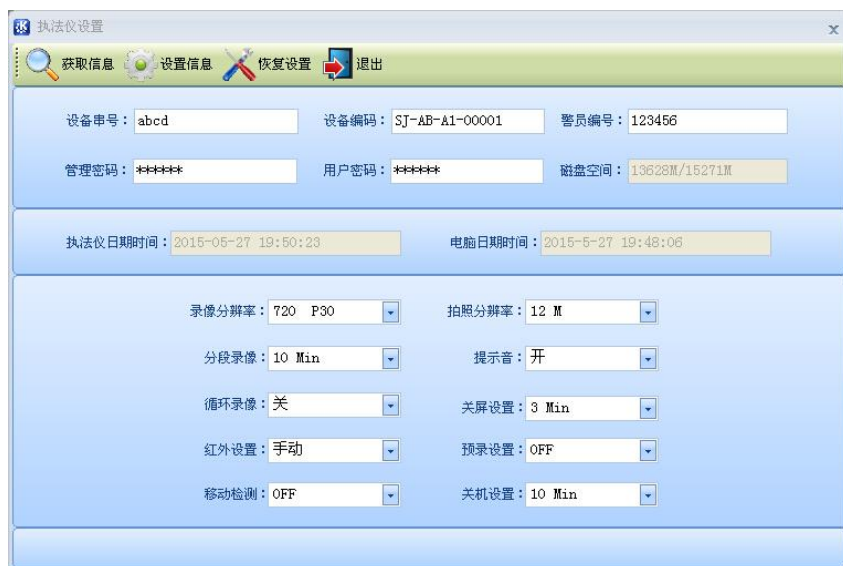 执法仪设置
获取信息 设置信息 恢复设置 退出
设备串号：abcd 设备编码：SJ-AB-A1-00001 警员编号：123456
管理密码：****** 用户密码：****** 磁盘空间：13628M/15271M
执法仪日期时间：2015-05-27 19:50:23 电脑日期时间：2015-5-27 19:48:06
录像分辨率：720 P30 拍照分辨率：12 M
分段录像：10 Min 提示音：开
循环录像：关 关屏设置：3 Min
红外设置：手动 预录设置：OFF
移动检测：OFF 关机设置：10 Min